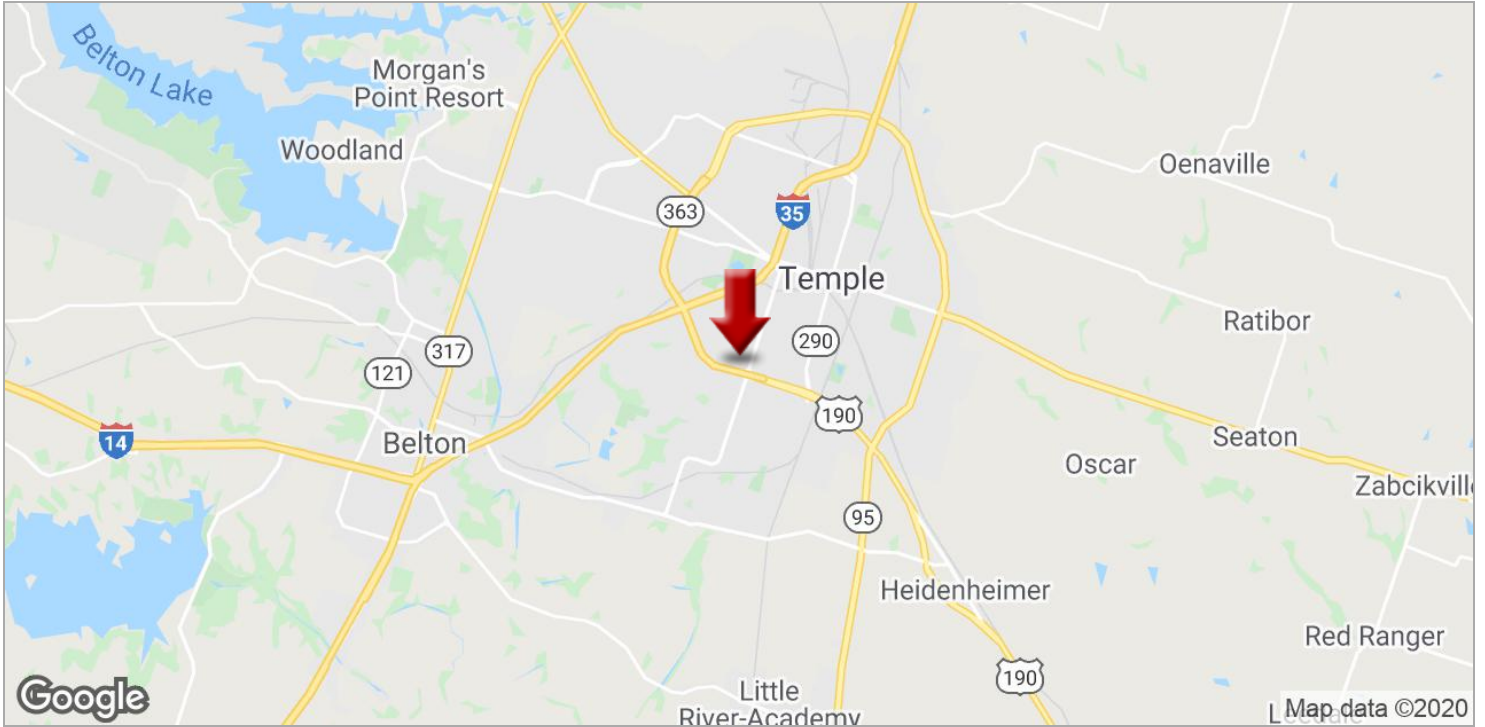 Belton Lake
Morgan's
Point Resort
Woodland
Oenaville
363
35
Temple
Ratibor
317
290
121
190
14
Belton
Seaton
Oscar
Zabcikville
95
Heidenheimer
Red Ranger
190
Little
River-Academy
Google
Map data ©2020